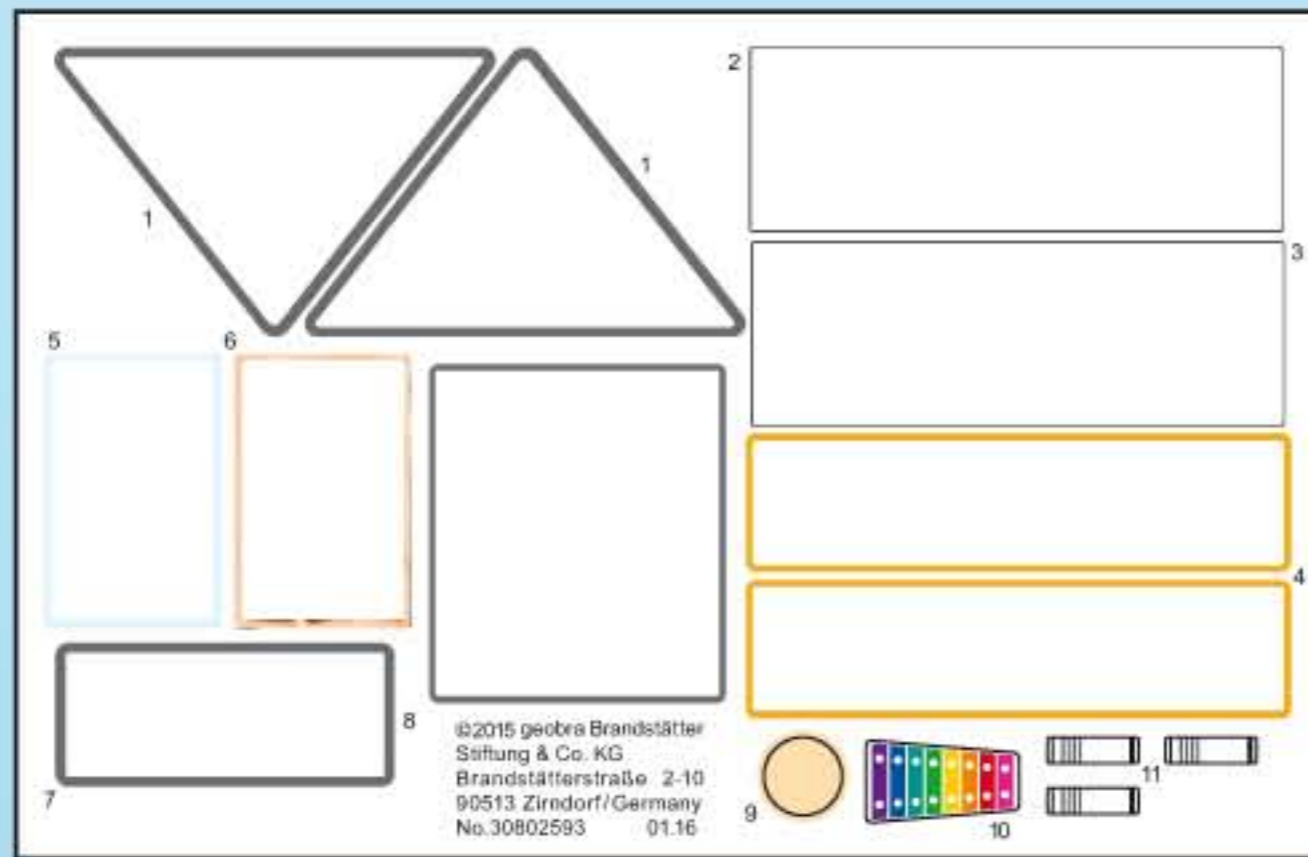 1
1
2
3
4
5
6
7
8
©2015 geobra Brandstätter
Stiftung & Co. KG
Brandstätterstraße 2-10
90513 Zirndorf/Germany
No.30802593 01.16
9
10
11